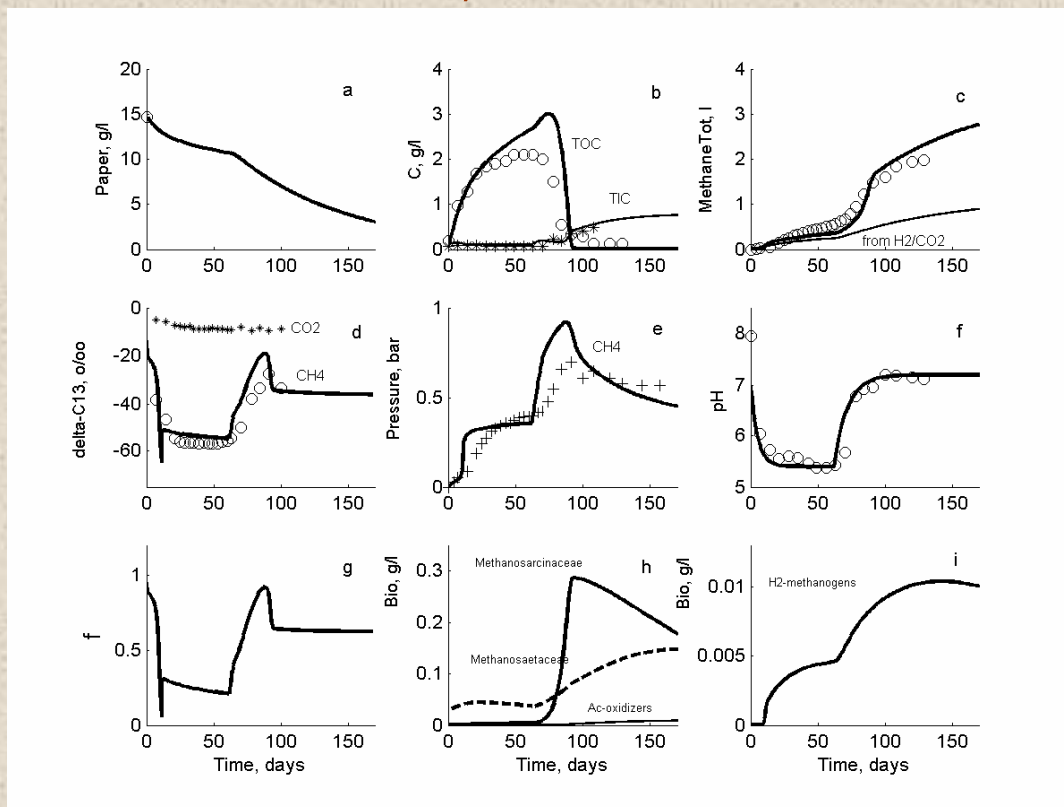 a
Paper, g/l
20
15
10
5
0
0 50 100 150
b
C, g/l
4
3
2
1
0
TOC
TIC
0 50 100 150
c
MethaneTot, l
4
3
2
1
0
from H2/CO2
0 50 100 150
d
delta-C13, o/oo
0
-20
-40
-60
CO2
CH4
0 50 100 150
e
Pressure, bar
1
0.5
0
CH4
0 50 100 150
f
pH
8
7
6
5
0 50 100 150
g
f
1
0.5
0
0 50 100 150
Time, days
h
Bio, g/l
0.3
0.2
0.1
0
Methanosarcinaceae
Methanosaetaceae
Ac-oxidizers
0 50 100 150
Time, days
i
Bio, g/l
0.01
0.005
0
H2-methanogens
0 50 100 150
Time, days